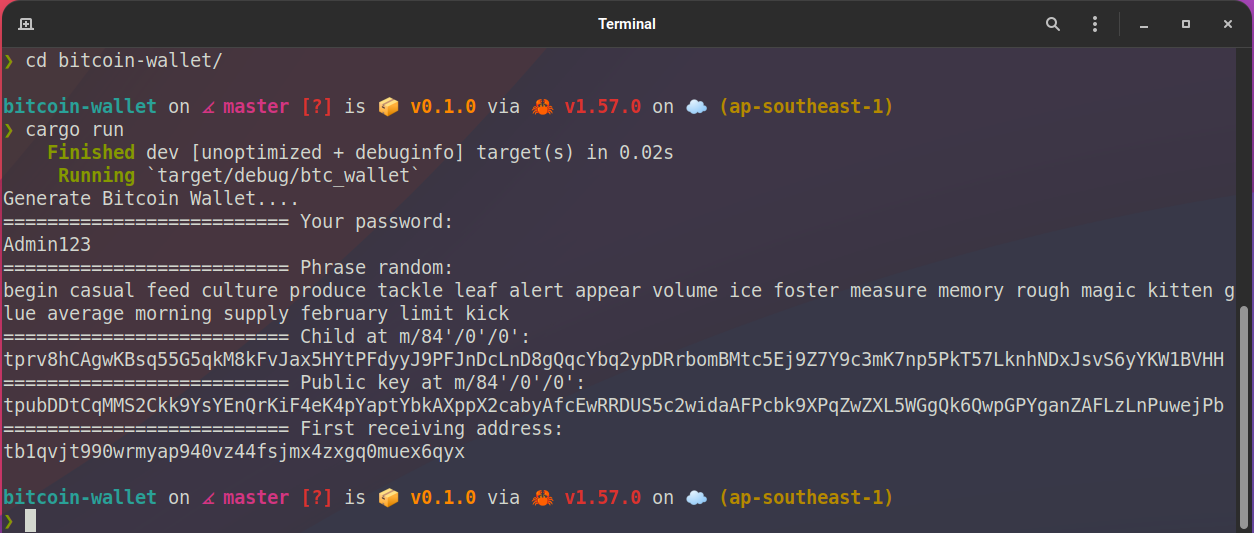 Terminal
❯ cd bitcoin-wallet/
bitcoin-wallet on master [?] is 📦 v0.1.0 via 🦀 v1.57.0 on ☁️ (ap-southeast-1)
❯ cargo run
Finished dev [unoptimized + debuginfo] target(s) in 0.02s
Running `target/debug/btc_wallet`
Generate Bitcoin Wallet....
========================== Your password:
Admin123
========================== Phrase random:
begin casual feed culture produce tackle leaf alert appear volume ice foster measure memory rough magic kitten g
lue average morning supply february limit kick
========================== Child at m/84'/0'/0':
tprv8hCAgwKBsq55G5qkM8kFvJax5HYtPFdyyJ9PFJnDcLnD8gQqcYbq2ypDRrbomBMtc5Ej9Z7Y9c3mK7np5PkT57LknhNDxJsvS6yYKW1BVHH
========================== Public key at m/84'/0'/0':
tpubDDtCqMMS2Ckk9YsYEnQrKiF4eK4pYaptYbkAXppX2cabyAfcEwRRDUS5c2widaAFPcbk9XPqZwZXL5WGgQk6QwpGPYganZAFLzLnPuwejPb
========================== First receiving address:
tb1qvjt990wrmyap940vz44fsjmx4zxgq0muex6qyx
bitcoin-wallet on master [?] is 📦 v0.1.0 via 🦀 v1.57.0 on ☁️ (ap-southeast-1)
❯